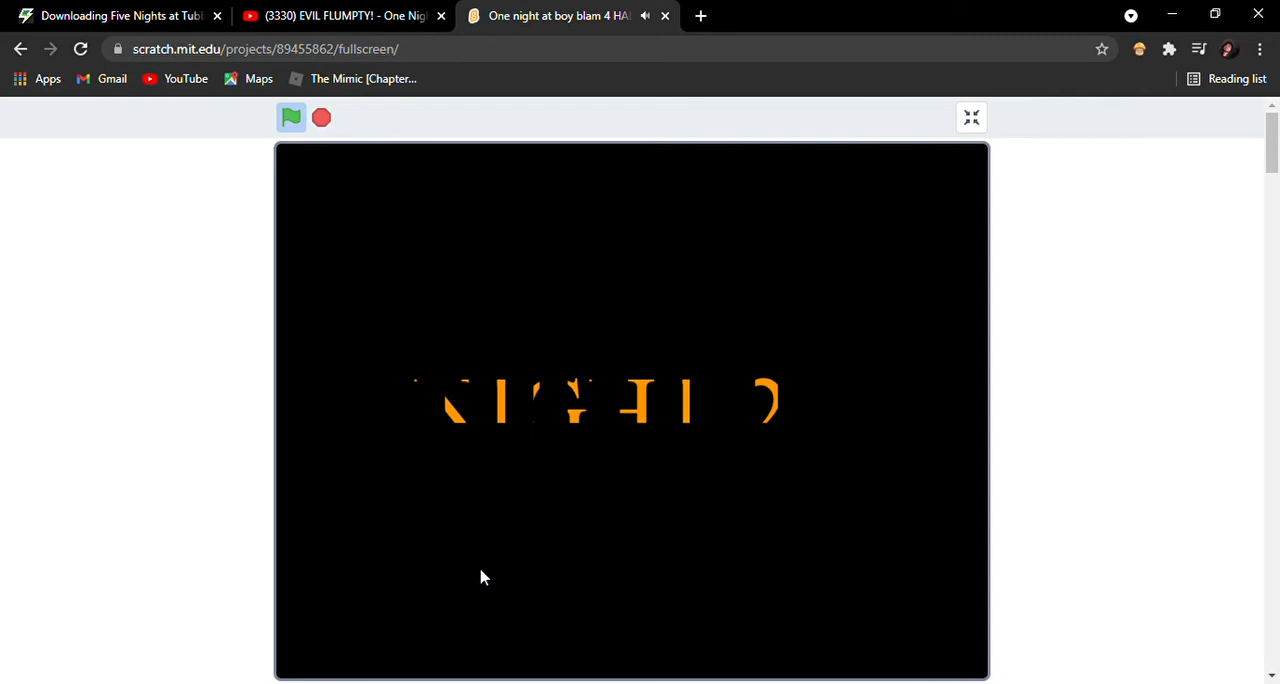 Downloading Five Nights at Tubb
(3330) EVIL FLUMPTY! - One Nig
One night at boy blam 4 HA
scratch.mit.edu/projects/89455862/fullscreen/
Apps
Gmail
YouTube
Maps
The Mimic [Chapter...
Reading list